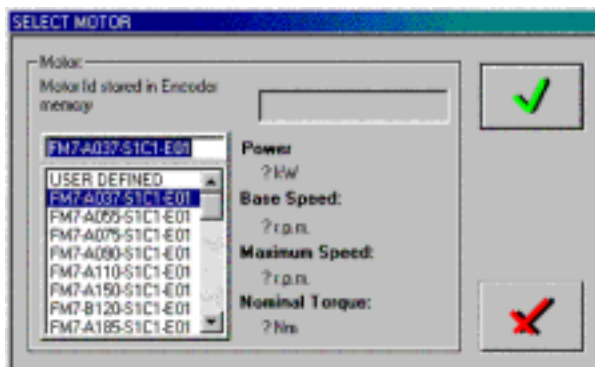 SELECT MOTOR
Motor
Motor Id stored in Encoder
memory
FM7-A037-S1C1-E01
USER DEFINED
FM7-A037-S1C1-E01
FM7-A055-S1C1-E01
FM7-A075-S1C1-E01
FM7-A090-S1C1-E01
FM7-A110-S1C1-E01
FM7-A150-S1C1-E01
FM7-B120-S1C1-E01
FM7-A185-S1C1-E01
Power
? kW
Base Speed:
? r.p.m.
Maximum Speed:
? r.p.m.
Nominal Torque:
? Nm